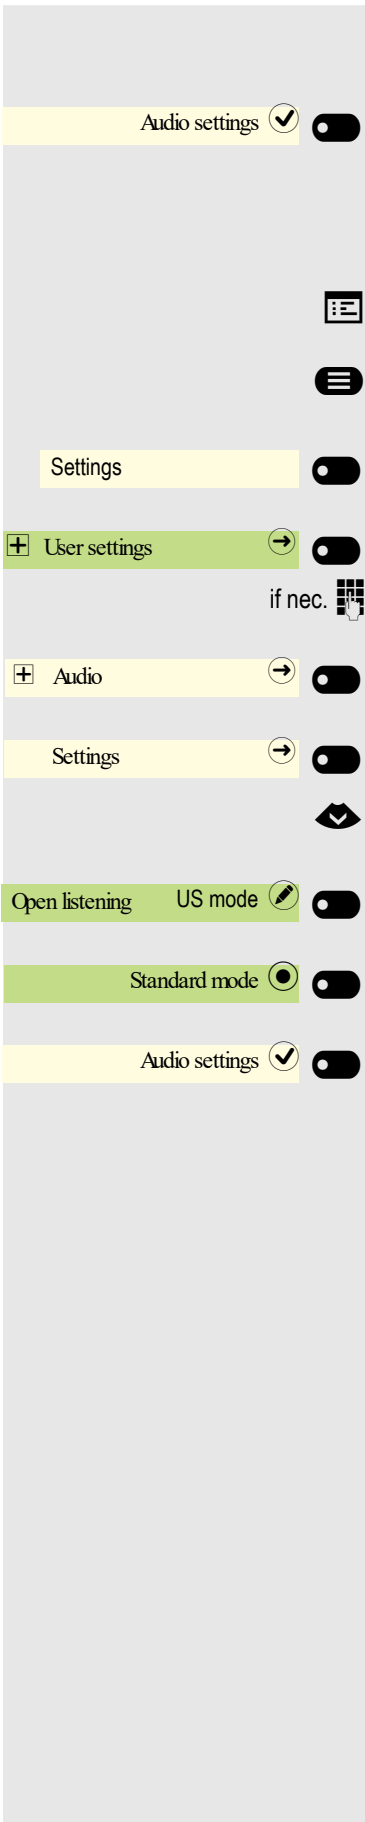 Audio settings
Settings
User settings
if nec.
Audio
Settings
Open listening US mode
Standard mode
Audio settings